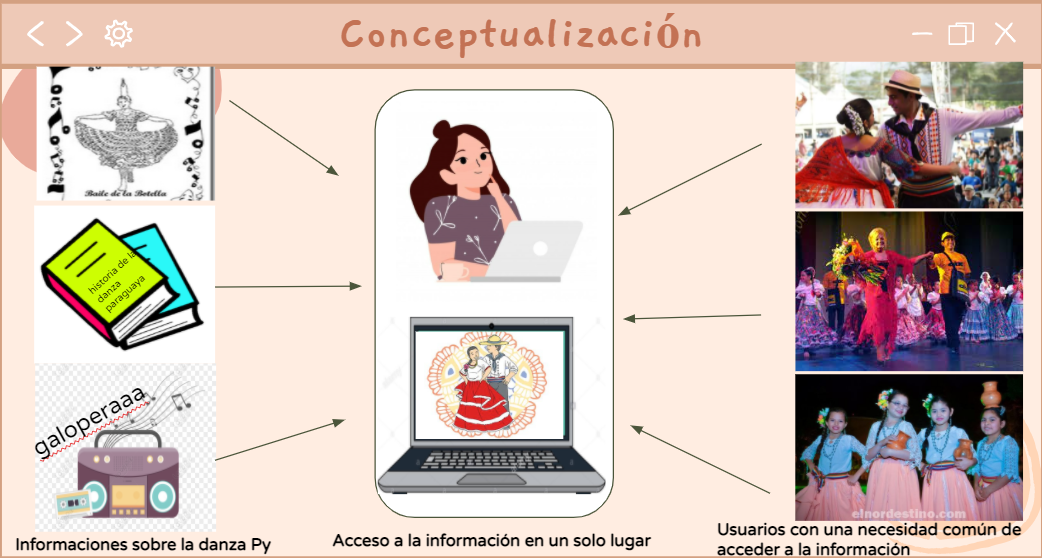 Conceptualización
Baile de la Botella
historia de la
danza
paraguaya
galoperaaa
elnordestino.com
Informaciones sobre la danza Py
Acceso a la información en un solo lugar
Usuarios con una necesidad común de
acceder a la información